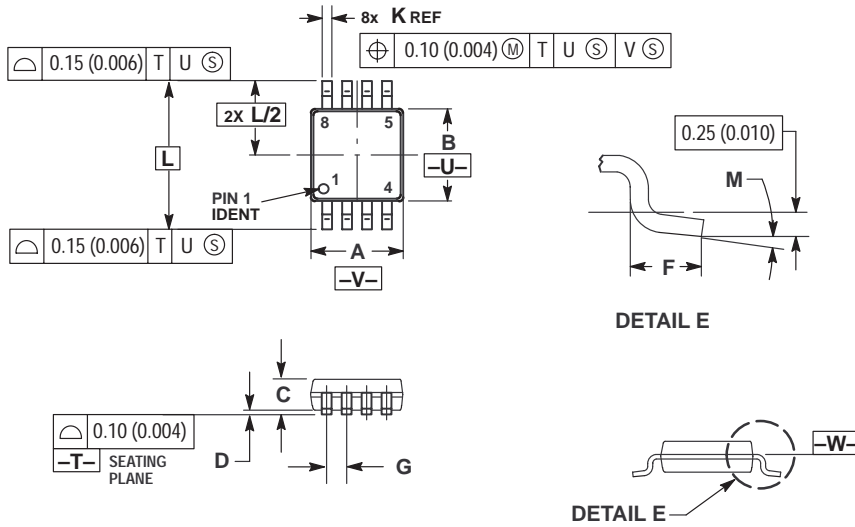 8x K REF
⌖ 0.10 (0.004) Ⓜ T U Ⓢ V Ⓢ
⌓ 0.15 (0.006) T U Ⓢ
2X L/2
L
8 5
B
–U–
PIN 1
IDENT
1 4
⌓ 0.15 (0.006) T U Ⓢ
A
–V–
0.25 (0.010)
M
F
DETAIL E
C
⌓ 0.10 (0.004)
–T– SEATING
PLANE
D
G
–W–
DETAIL E